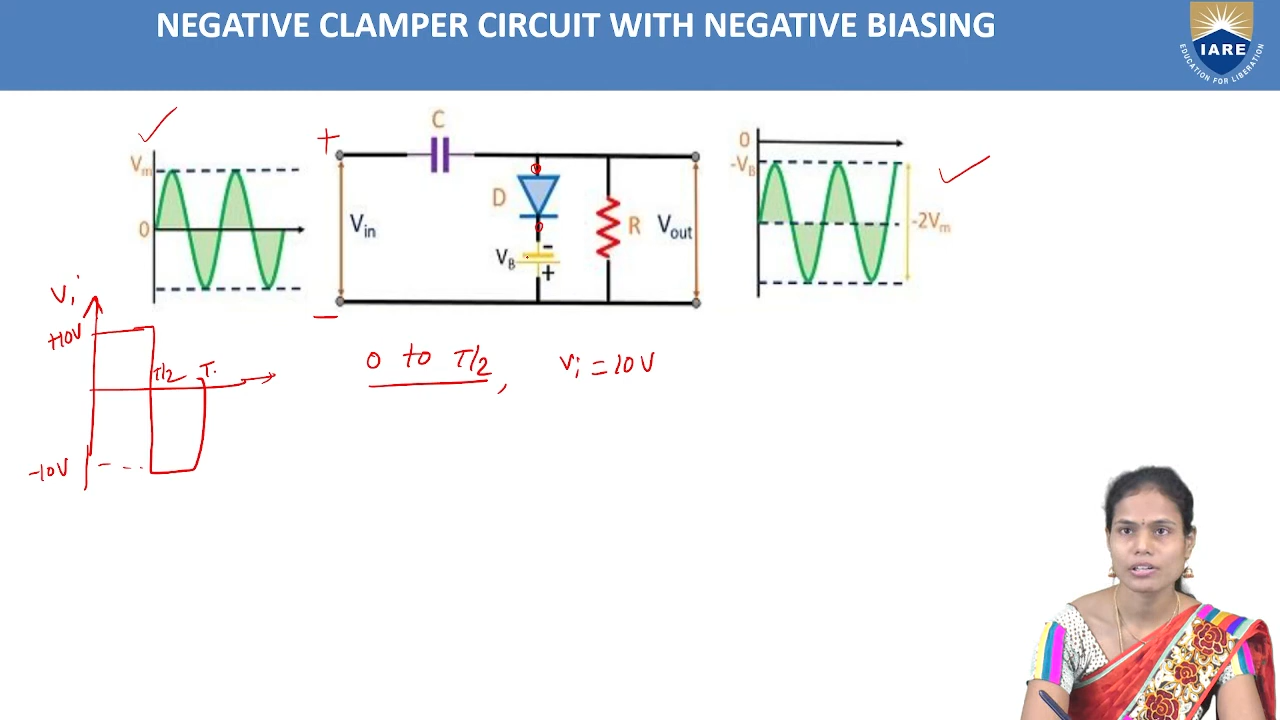 NEGATIVE CLAMPER CIRCUIT WITH NEGATIVE BIASING
IARE
EDUCATION FOR LIBERATION
Vm
0
+
C
D
VB
-
+
R
Vin
Vout
−
0
-VB
-2Vm
Vi
+10V
T/2
T
-10V
0 to T/2, Vi = 10V